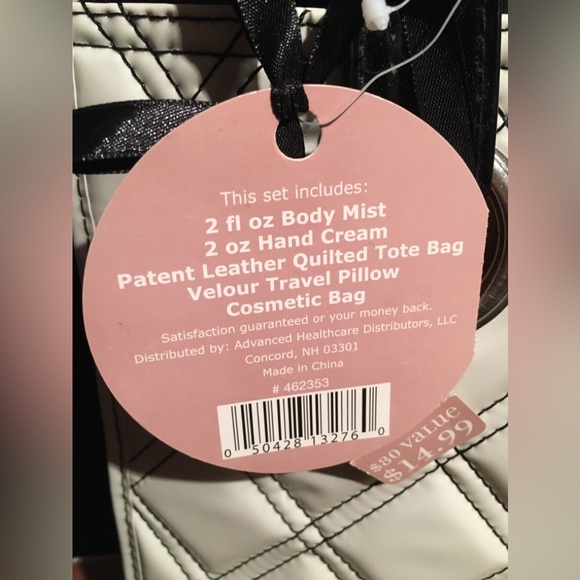 This set includes:
2 fl oz Body Mist
2 oz Hand Cream
Patent Leather Quilted Tote Bag
Velour Travel Pillow
Cosmetic Bag
Satisfaction guaranteed or your money back.
Distributed by: Advanced Healthcare Distributors, LLC
Concord, NH 03301
Made in China
# 462353
0 50428 13276 0
$80 VALUE
$14.99